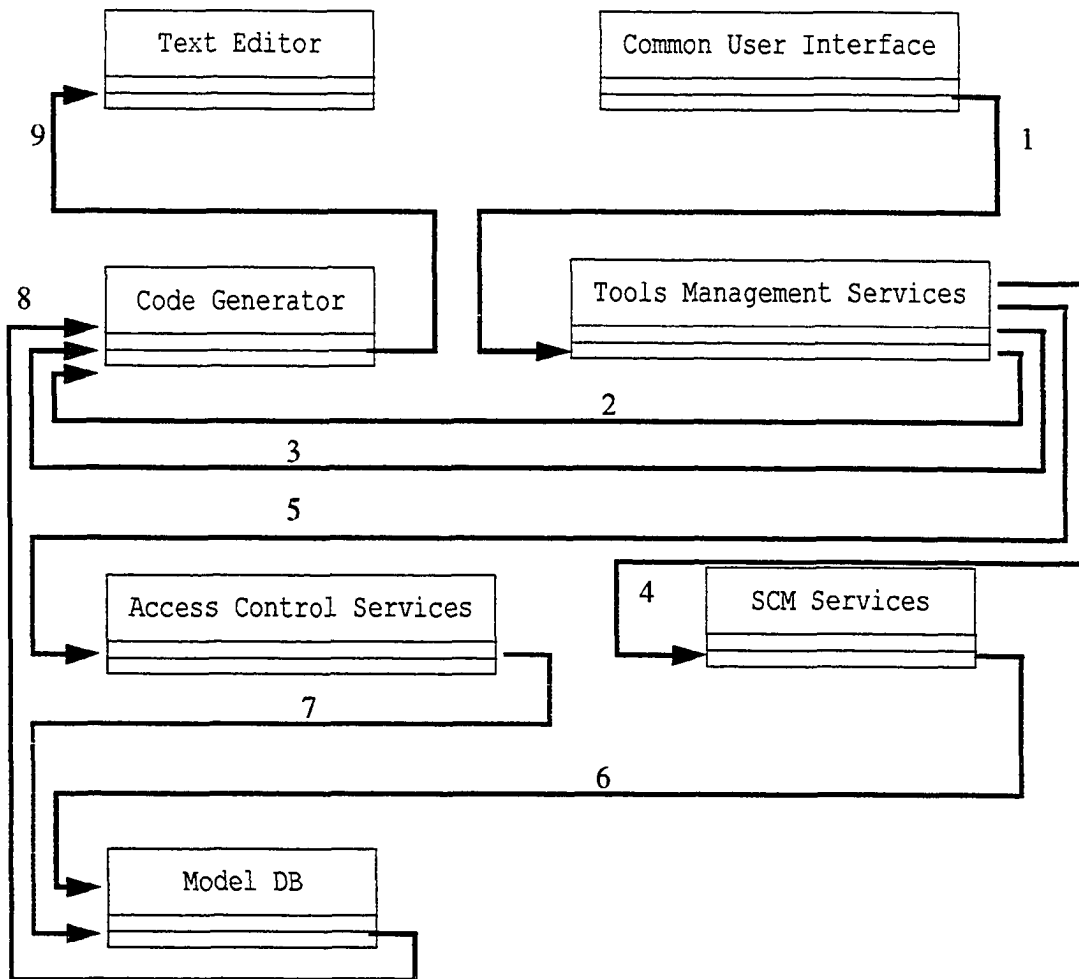 Text Editor
Common User Interface
9
1
8
Code Generator
Tools Management Services
2
3
5
Access Control Services
4
SCM Services
7
6
Model DB